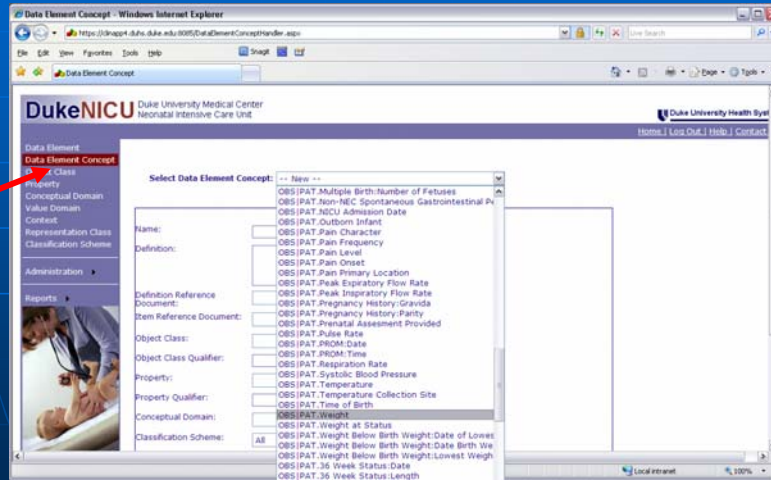 Data Element Concept - Windows Internet Explorer
https://dinapp4.duhs.duke.edu:8085/DataElementConceptHandler.aspx
Live Search
File Edit View Favorites Tools Help
SnagIt
Data Element Concept
Page Tools
DukeNICU Duke University Medical Center
Neonatal Intensive Care Unit
Duke University Health Syst
Home | Log Out | Help | Contact
Data Element
Data Element Concept
Class
Property
Conceptual Domain
Value Domain
Context
Representation Class
Classification Scheme
Administration
Reports
Select Data Element Concept: -- New --
OBS|PAT.Multiple Birth:Number of Fetuses
OBS|PAT.Non-NEC Spontaneous Gastrointestinal Pe
OBS|PAT.NICU Admission Date
OBS|PAT.Outborn Infant
OBS|PAT.Pain Character
OBS|PAT.Pain Frequency
OBS|PAT.Pain Level
OBS|PAT.Pain Onset
OBS|PAT.Pain Primary Location
OBS|PAT.Peak Expiratory Flow Rate
OBS|PAT.Peak Inspiratory Flow Rate
OBS|PAT.Pregnancy History:Gravida
OBS|PAT.Pregnancy History:Parity
OBS|PAT.Prenatal Assesment Provided
OBS|PAT.Pulse Rate
OBS|PAT.PROM:Date
OBS|PAT.PROM:Time
OBS|PAT.Respiration Rate
OBS|PAT.Systolic Blood Pressure
OBS|PAT.Temperature
OBS|PAT.Temperature Collection Site
OBS|PAT.Time of Birth
OBS|PAT.Weight
OBS|PAT.Weight at Status
OBS|PAT.Weight Below Birth Weight:Date of Lowes
OBS|PAT.Weight Below Birth Weight:Date Birth We
OBS|PAT.Weight Below Birth Weight:Lowest Weigh
OBS|PAT.36 Week Status:Date
OBS|PAT.36 Week Status:Length
Name:
Definition:
Definition Reference
Document:
Item Reference Document:
Object Class:
Object Class Qualifier:
Property:
Property Qualifier:
Conceptual Domain:
Classification Scheme: All
Local intranet
100%